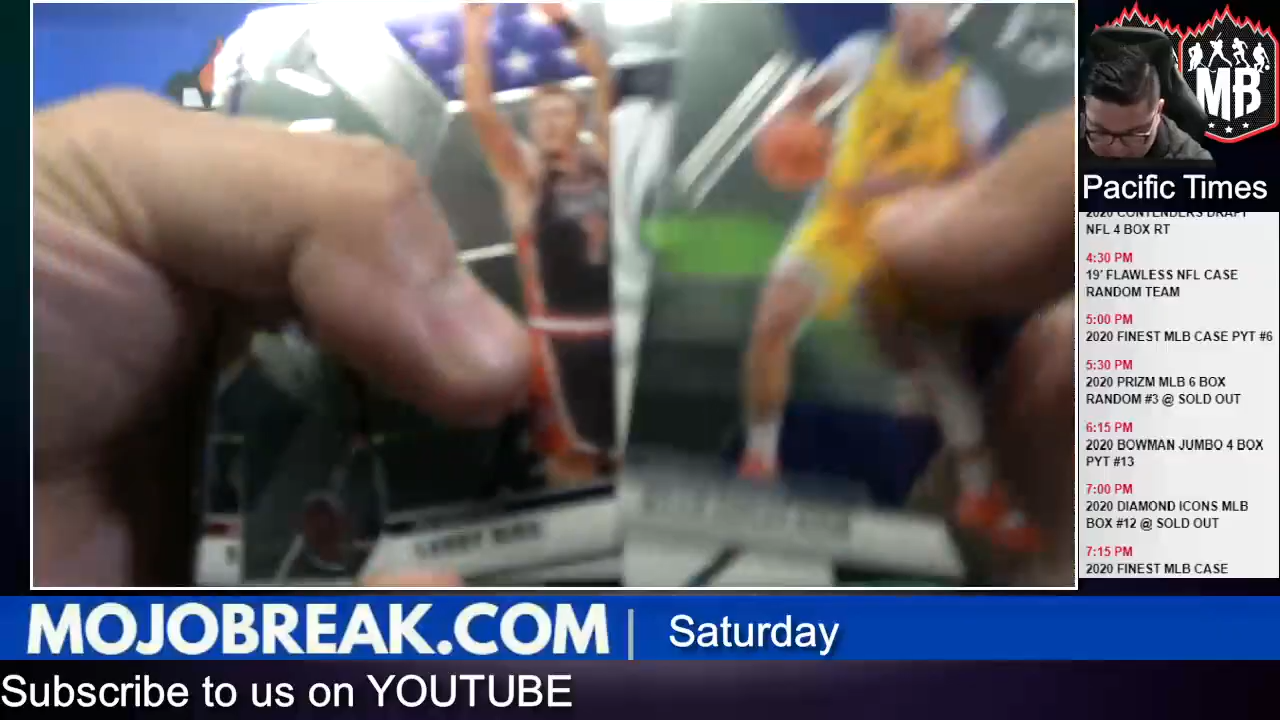 MB
Pacific Times
2020 CONTENDERS DRAFT
NFL 4 BOX RT
4:30 PM
19' FLAWLESS NFL CASE
RANDOM TEAM
5:00 PM
2020 FINEST MLB CASE PYT #6
5:30 PM
2020 PRIZM MLB 6 BOX
RANDOM #3 @ SOLD OUT
6:15 PM
2020 BOWMAN JUMBO 4 BOX
PYT #13
7:00 PM
2020 DIAMOND ICONS MLB
BOX #12 @ SOLD OUT
7:15 PM
2020 FINEST MLB CASE
LARRY BIRD
MOJOBREAK.COM | Saturday
Subscribe to us on YOUTUBE